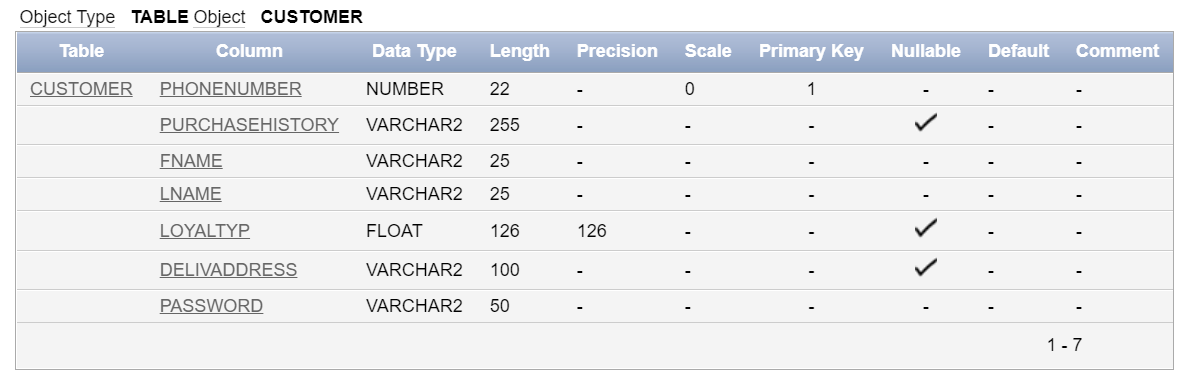 Object Type TABLE Object CUSTOMER
Table Column Data Type Length Precision Scale Primary Key Nullable Default Comment
CUSTOMER PHONENUMBER NUMBER 22 - 0 1 - - -
PURCHASEHISTORY VARCHAR2 255 - - - ✓ - -
FNAME VARCHAR2 25 - - - - - -
LNAME VARCHAR2 25 - - - - - -
LOYALTYP FLOAT 126 126 - - ✓ - -
DELIVADDRESS VARCHAR2 100 - - - ✓ - -
PASSWORD VARCHAR2 50 - - - - - -
1 - 7